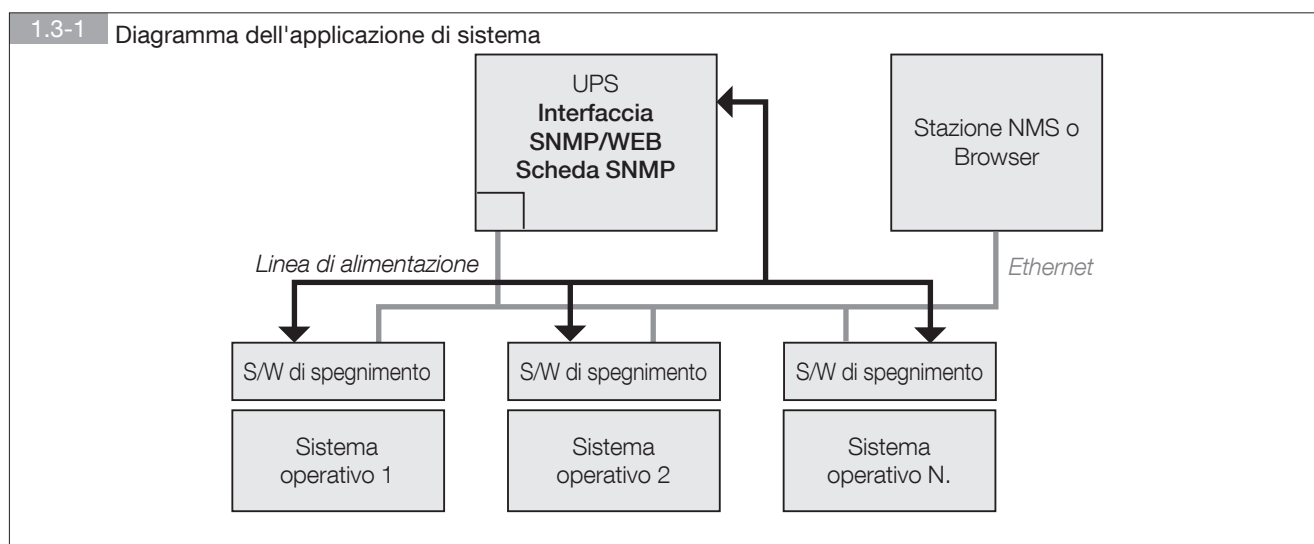 1.3-1 Diagramma dell'applicazione di sistema
UPS
Interfaccia
SNMP/WEB
Scheda SNMP
Stazione NMS o
Browser
Linea di alimentazione
Ethernet
S/W di spegnimento
S/W di spegnimento
S/W di spegnimento
Sistema
operativo 1
Sistema
operativo 2
Sistema
operativo N.